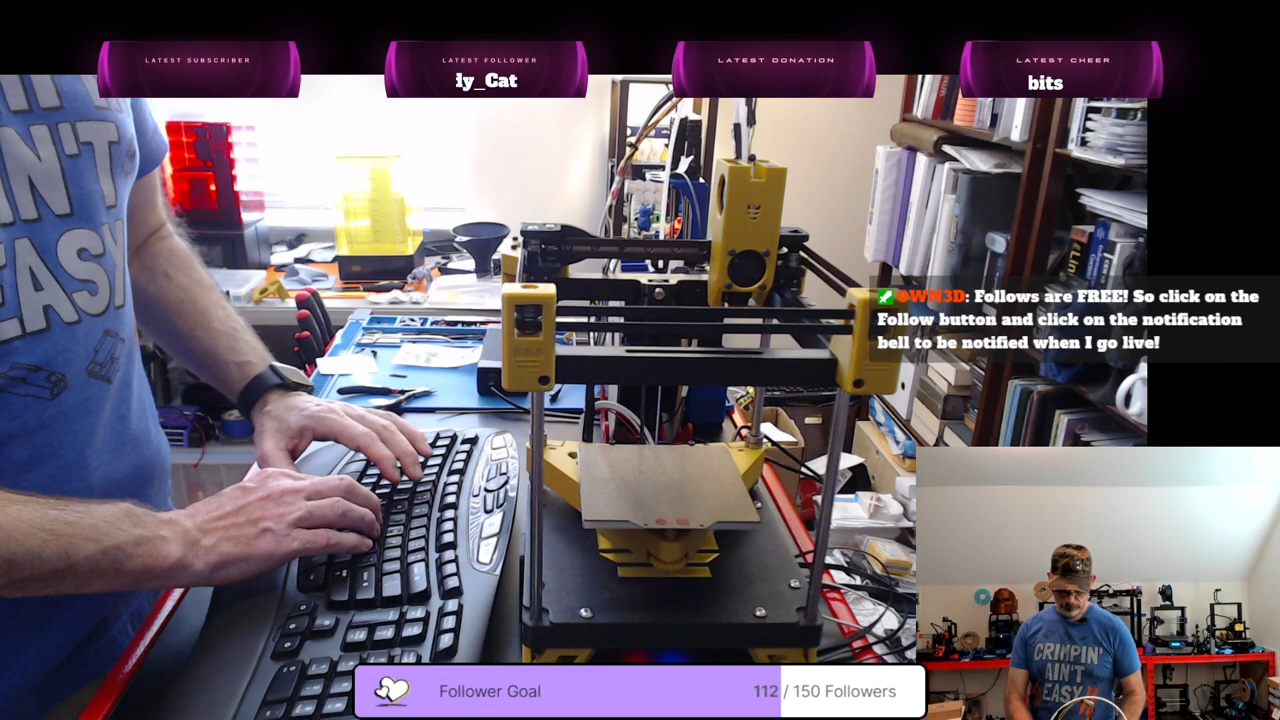 LATEST SUBSCRIBER
LATEST FOLLOWER
ly_Cat
LATEST DONATION
LATEST CHEER
bits
AIN'T
EASY
OWN3D: Follows are FREE! So click on the
Follow button and click on the notification
bell to be notified when I go live!
CRIMPIN'
AIN'T
EASY
Follower Goal
112 / 150 Followers